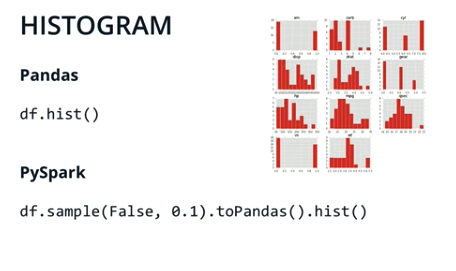 HISTOGRAM
Pandas
df.hist()
PySpark
df.sample(False, 0.1).toPandas().hist()
am
carb
cyl
disp
drat
gear
hp
mpg
qsec
vs
wt